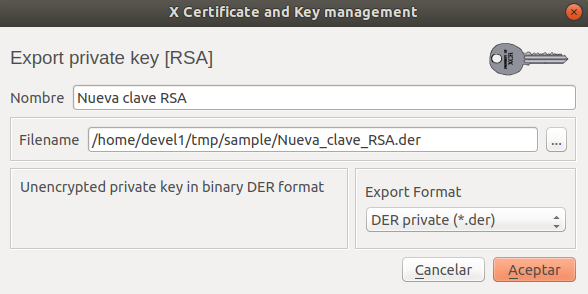 X Certificate and Key management
Export private key [RSA]
Nombre Nueva clave RSA
Filename /home/devel1/tmp/sample/Nueva_clave_RSA.der ...
Unencrypted private key in binary DER format
Export Format
DER private (*.der)
Cancelar Aceptar